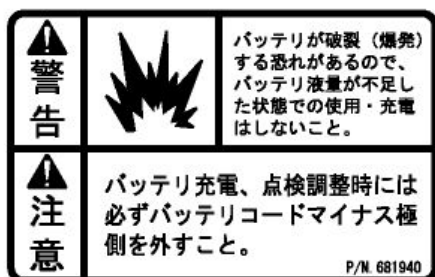 警告
バッテリが破裂（爆発）
する恐れがあるので、
バッテリ液量が不足し
た状態での使用・充電
はしないこと。
注意
バッテリ充電、点検調整時には
必ずバッテリコードマイナス極
側を外すこと。
P/N. 681940